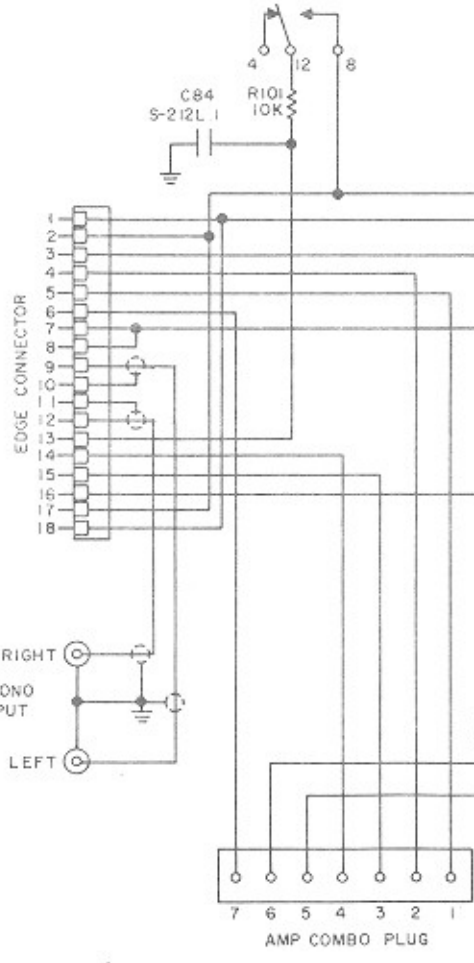 4 12 8
C84
S-212L.1
R101
10K
EDGE CONNECTOR
1
2
3
4
5
6
7
8
9
10
11
12
13
14
15
16
17
18
RIGHT
ONO
PUT
LEFT
7 6 5 4 3 2 1
AMP COMBO PLUG